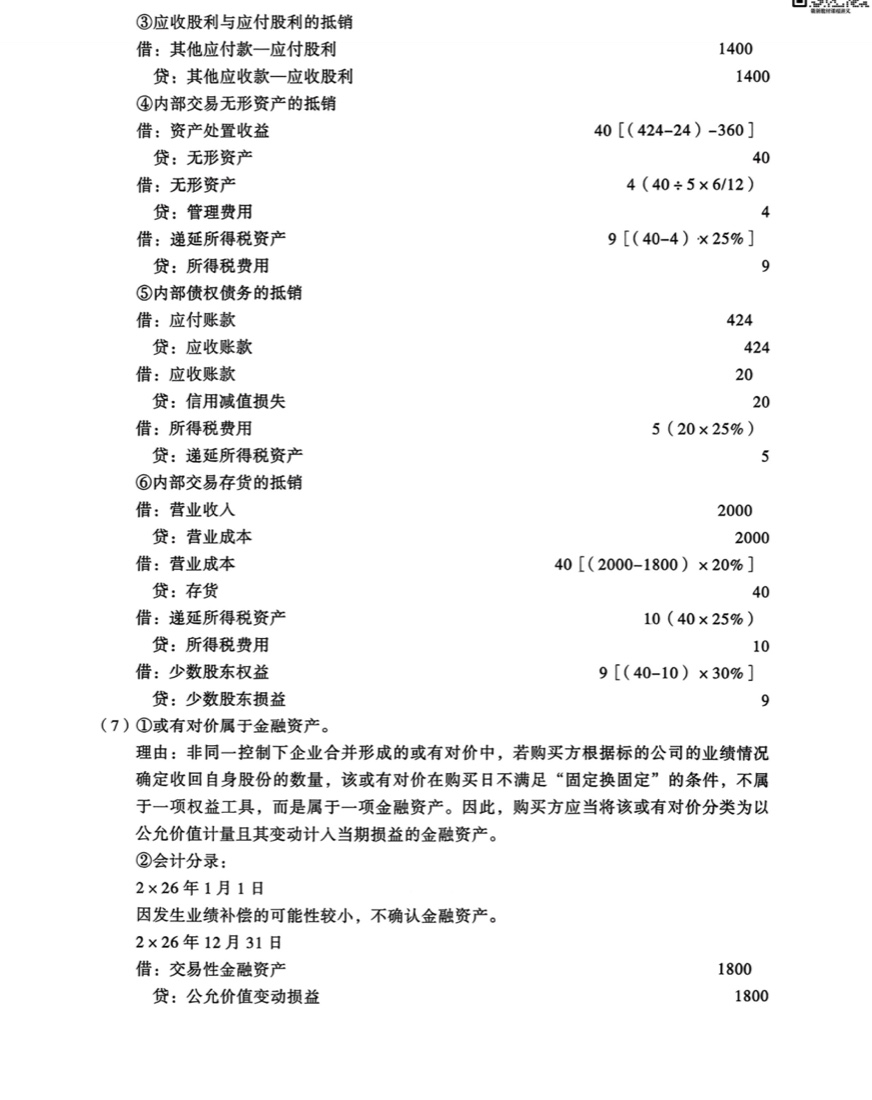 ③应收股利与应付股利的抵销
借：其他应付款—应付股利 1400
贷：其他应收款—应收股利 1400
④内部交易无形资产的抵销
借：资产处置收益 40［（424-24）-360］
贷：无形资产 40
借：无形资产 4（40÷5×6/12）
贷：管理费用 4
借：递延所得税资产 9［（40-4）×25%］
贷：所得税费用 9
⑤内部债权债务的抵销
借：应付账款 424
贷：应收账款 424
借：应收账款 20
贷：信用减值损失 20
借：所得税费用 5（20×25%）
贷：递延所得税资产 5
⑥内部交易存货的抵销
借：营业收入 2000
贷：营业成本 2000
借：营业成本 40［（2000-1800）×20%］
贷：存货 40
借：递延所得税资产 10（40×25%）
贷：所得税费用 10
借：少数股东权益 9［（40-10）×30%］
贷：少数股东损益 9
（7）①或有对价属于金融资产。
理由：非同一控制下企业合并形成的或有对价中，若购买方根据标的公司的业绩情况
确定收回自身股份的数量，该或有对价在购买日不满足“固定换固定”的条件，不属
于一项权益工具，而是属于一项金融资产。因此，购买方应当将该或有对价分类为以
公允价值计量且其变动计入当期损益的金融资产。
②会计分录：
2×26年1月1日
因发生业绩补偿的可能性较小，不确认金融资产。
2×26年12月31日
借：交易性金融资产 1800
贷：公允价值变动损益 1800